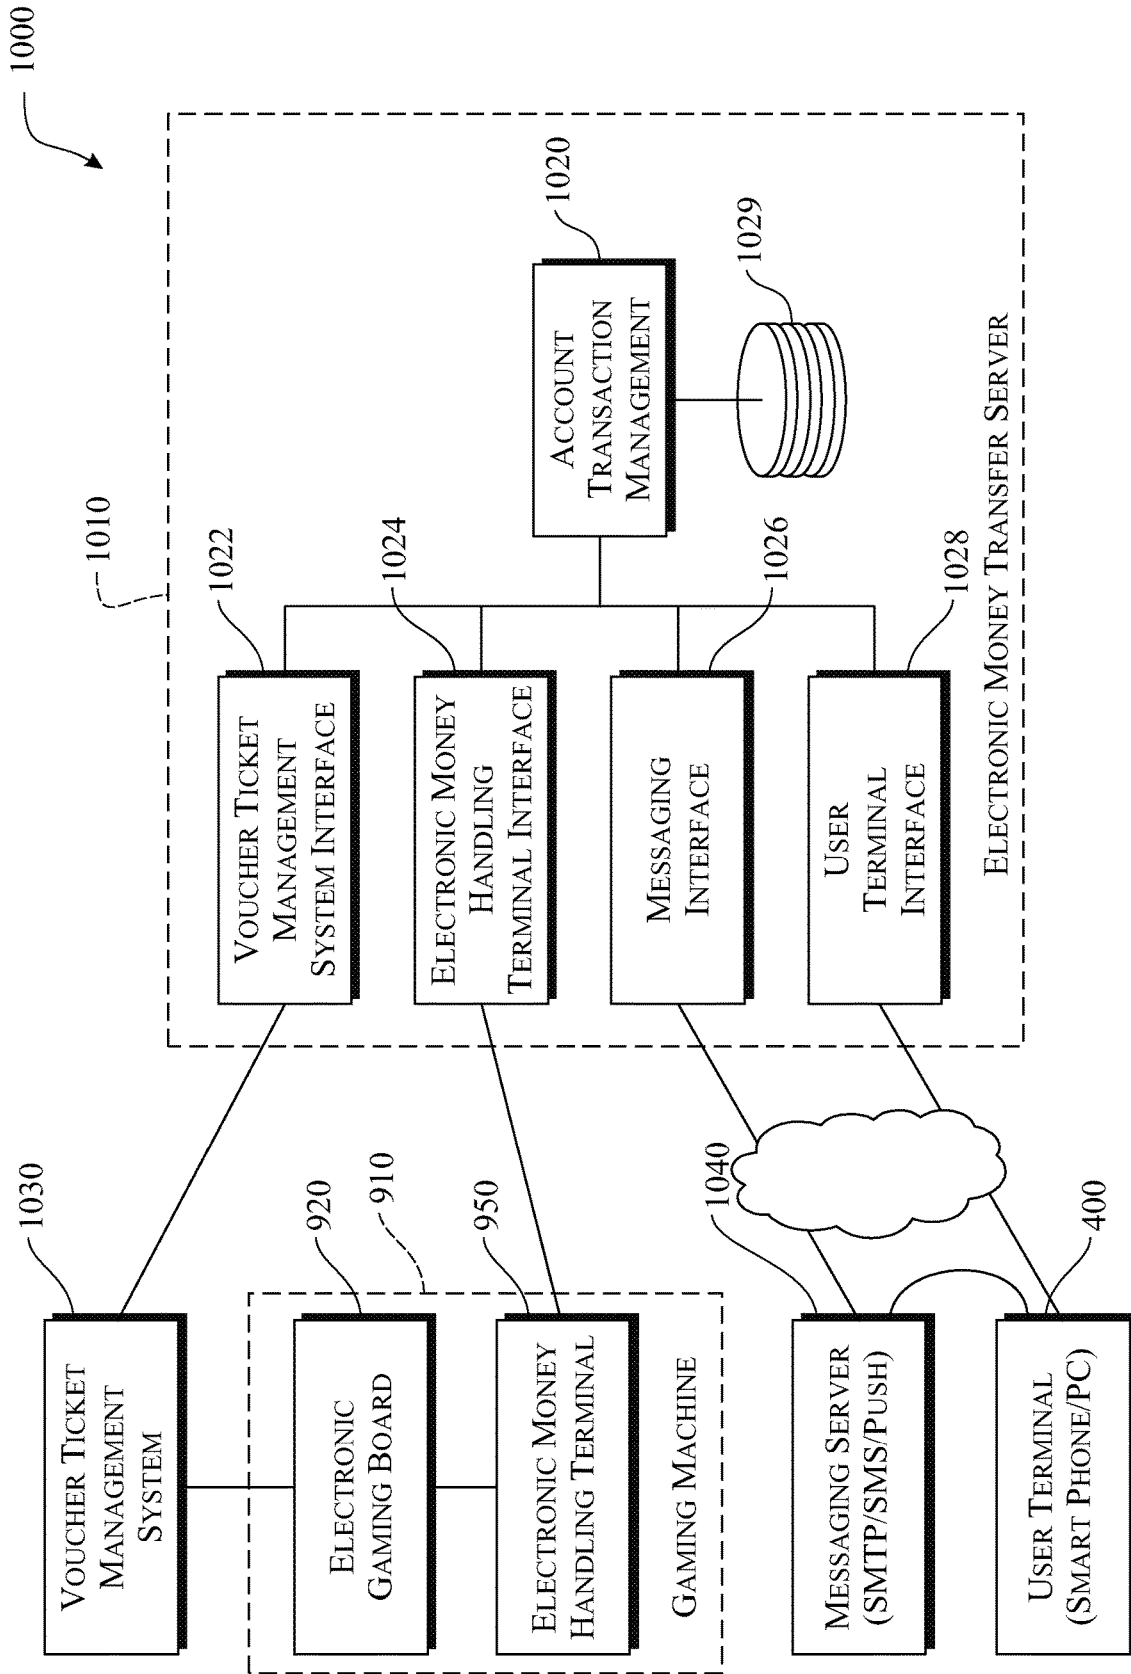 1000
1010
1030
VOUCHER TICKET
MANAGEMENT
SYSTEM
1022
VOUCHER TICKET
MANAGEMENT
SYSTEM INTERFACE
920
ELECTRONIC
GAMING BOARD
910
1024
ELECTRONIC MONEY
HANDLING
TERMINAL INTERFACE
1020
ACCOUNT
TRANSACTION
MANAGEMENT
950
ELECTRONIC MONEY
HANDLING TERMINAL
GAMING MACHINE
1029
1026
MESSAGING
INTERFACE
1040
MESSAGING SERVER
(SMTP/SMS/PUSH)
1028
USER
TERMINAL
INTERFACE
ELECTRONIC MONEY TRANSFER SERVER
400
USER TERMINAL
(SMART PHONE/PC)